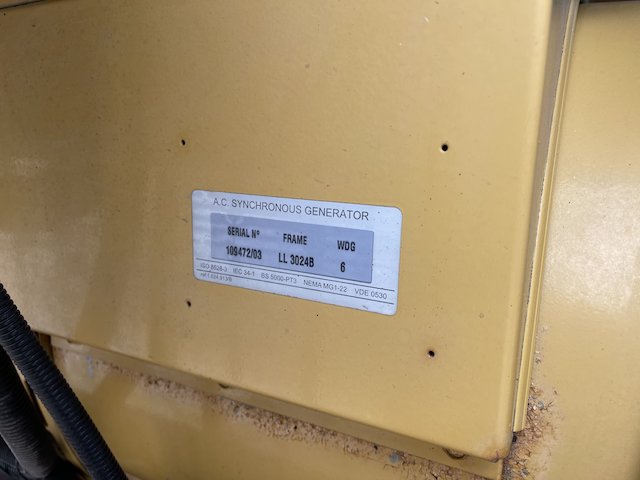 A.C. SYNCHRONOUS GENERATOR
SERIAL Nº FRAME WDG
109472/03 LL 3024B 6
ISO 8528-3 IEC 34-1 BS 5000-PT3 NEMA MG1-22 VDE 0530